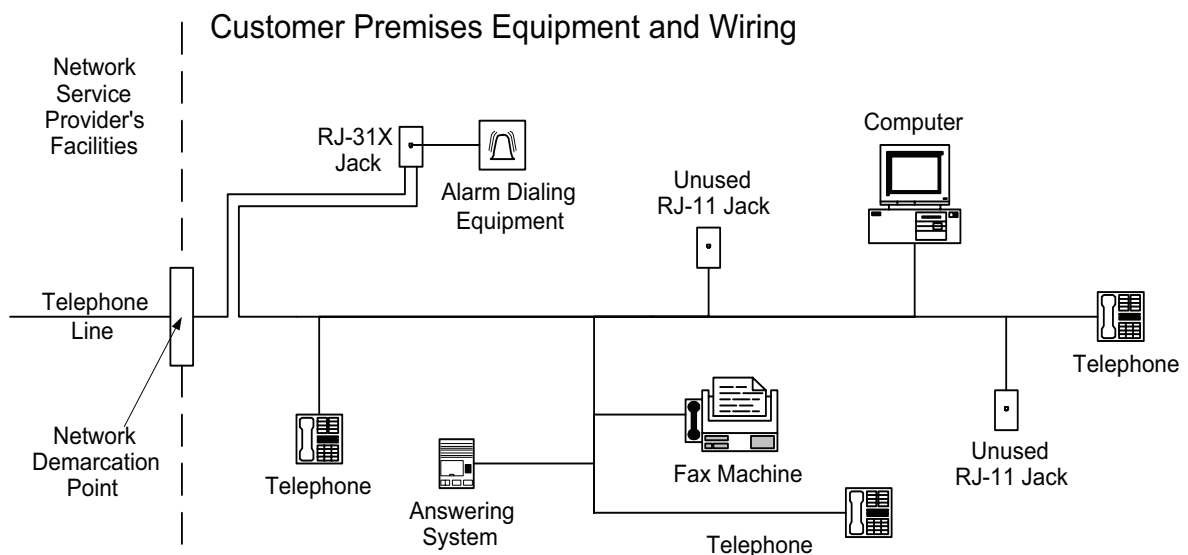 Customer Premises Equipment and Wiring
Network
Service
Provider's
Facilities
RJ-31X
Jack
Alarm Dialing
Equipment
Unused
RJ-11 Jack
Computer
Telephone
Line
Telephone
Network
Demarcation
Point
Telephone
Answering
System
Fax Machine
Telephone
Unused
RJ-11 Jack